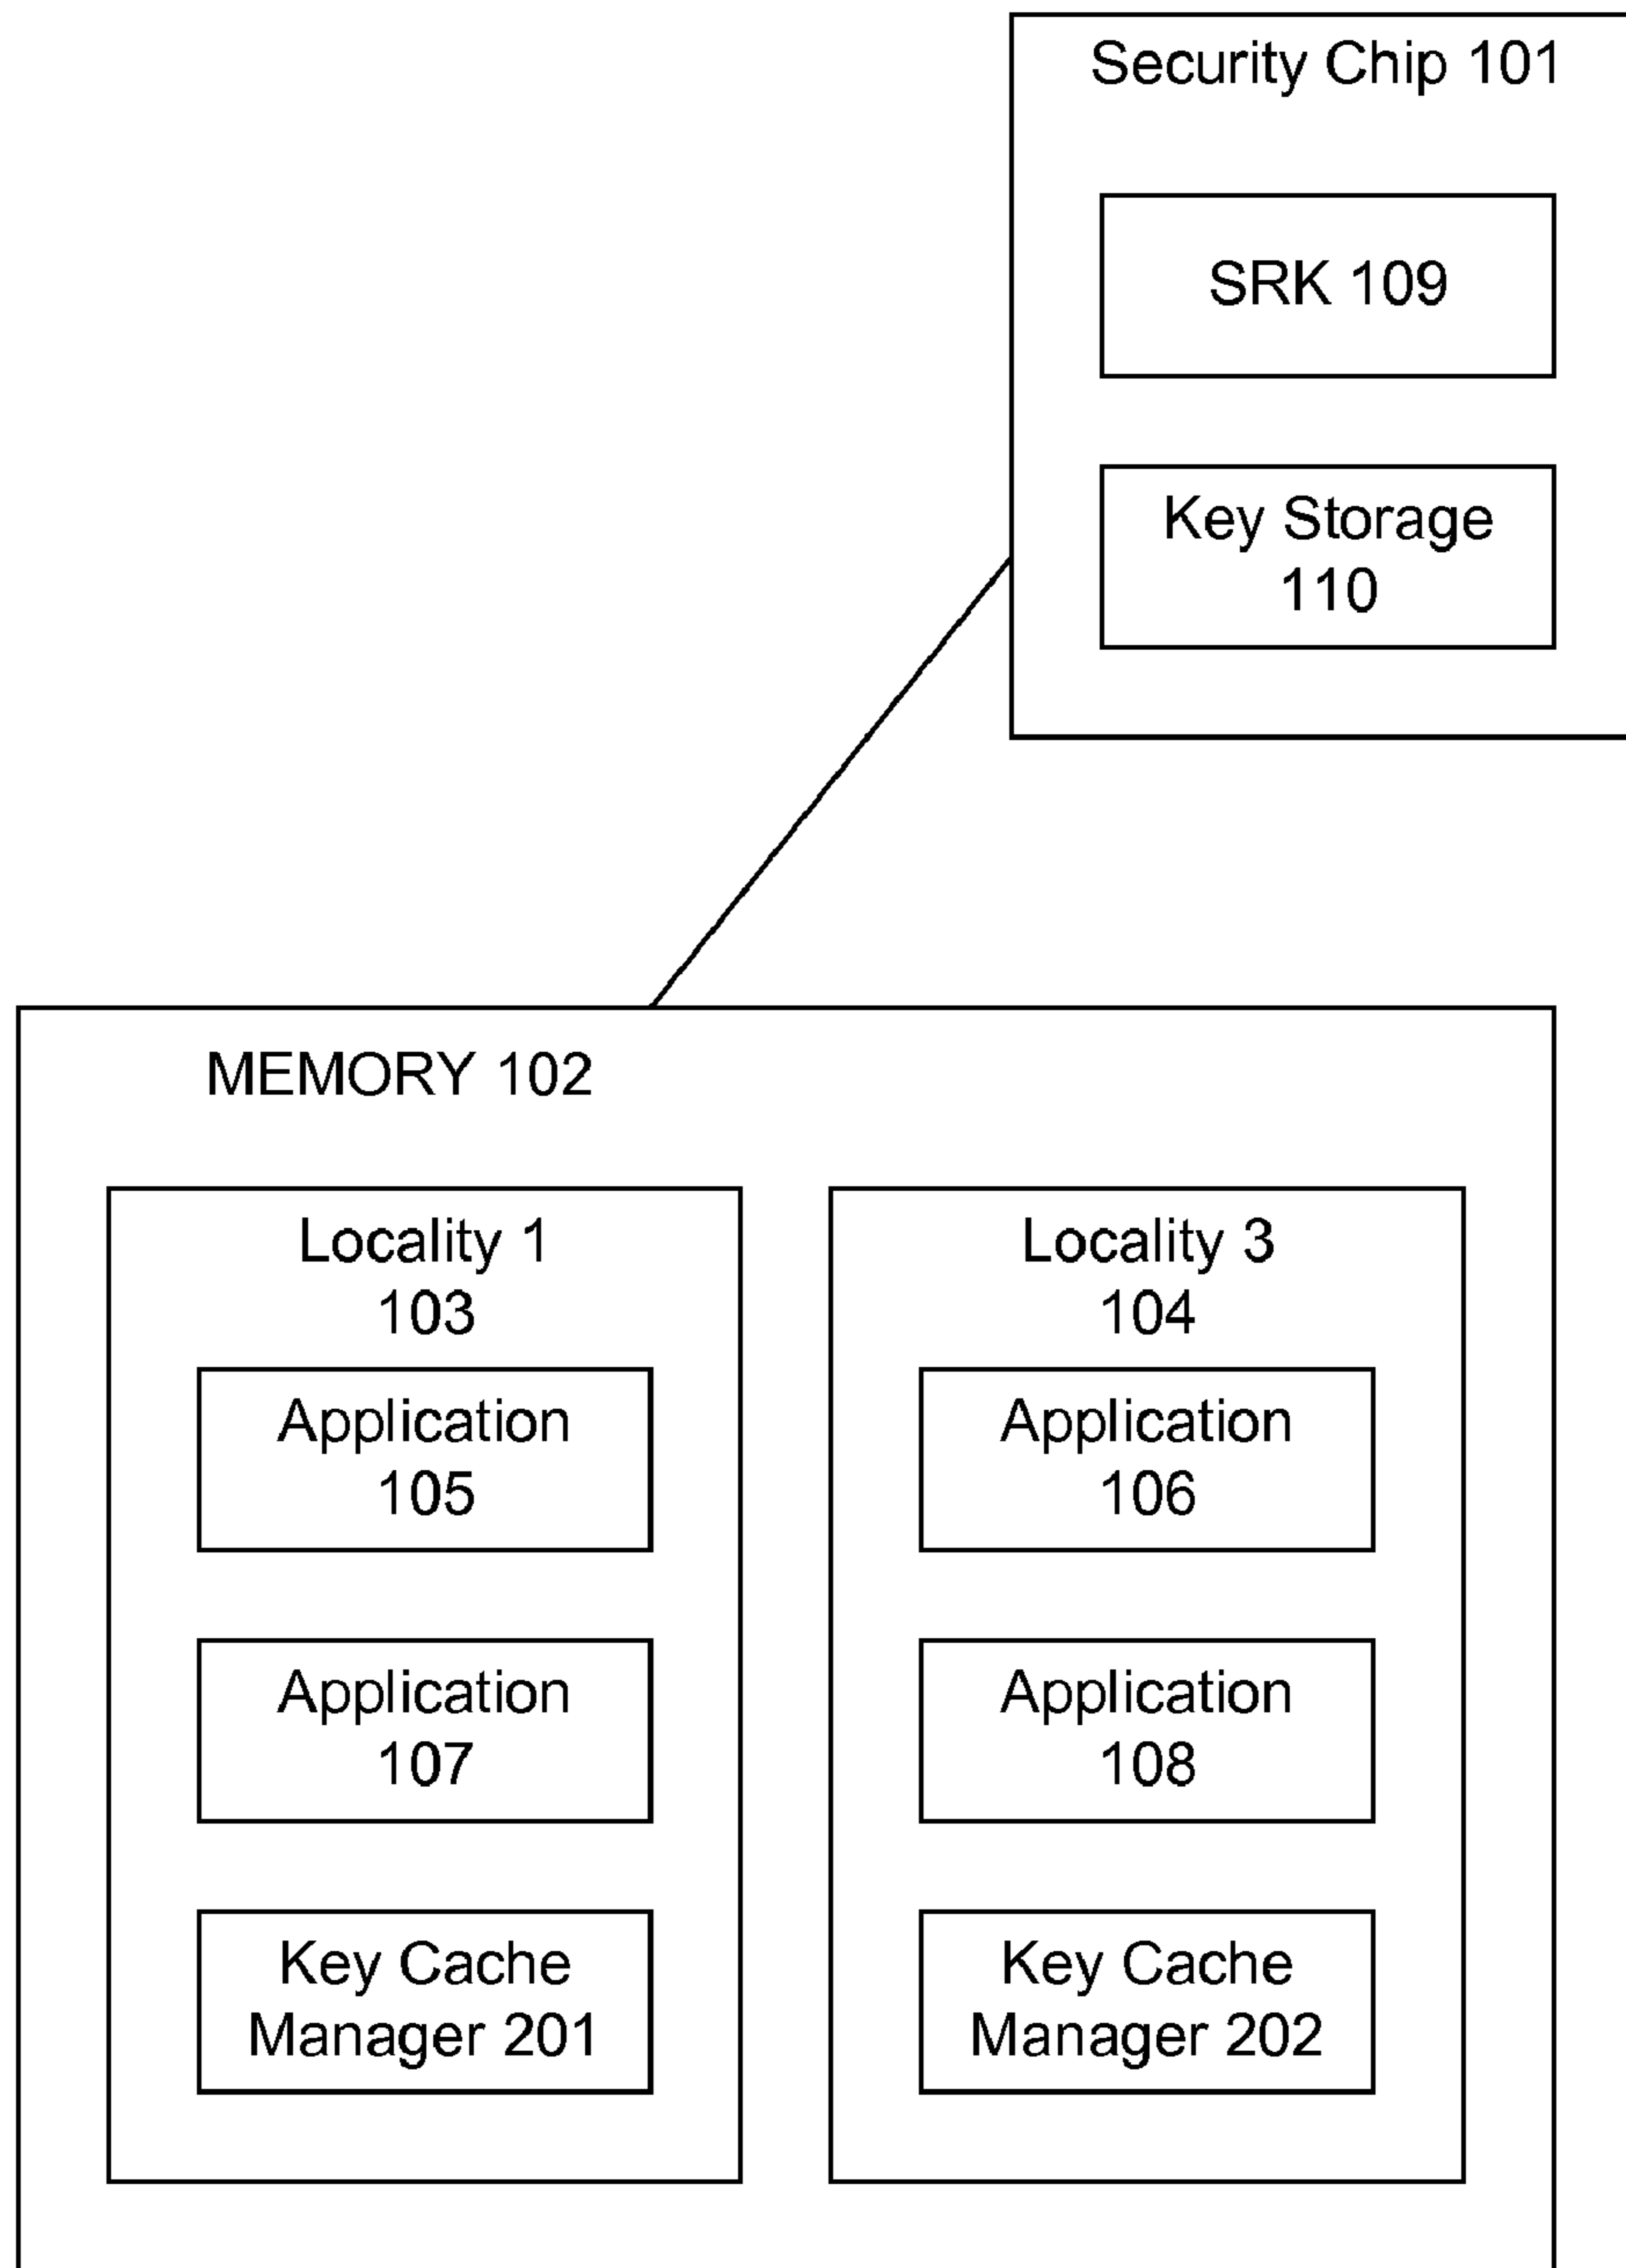 Security Chip 101
SRK 109
Key Storage
110
MEMORY 102
Locality 1
103
Application
105
Application
107
Key Cache
Manager 201
Locality 3
104
Application
106
Application
108
Key Cache
Manager 202